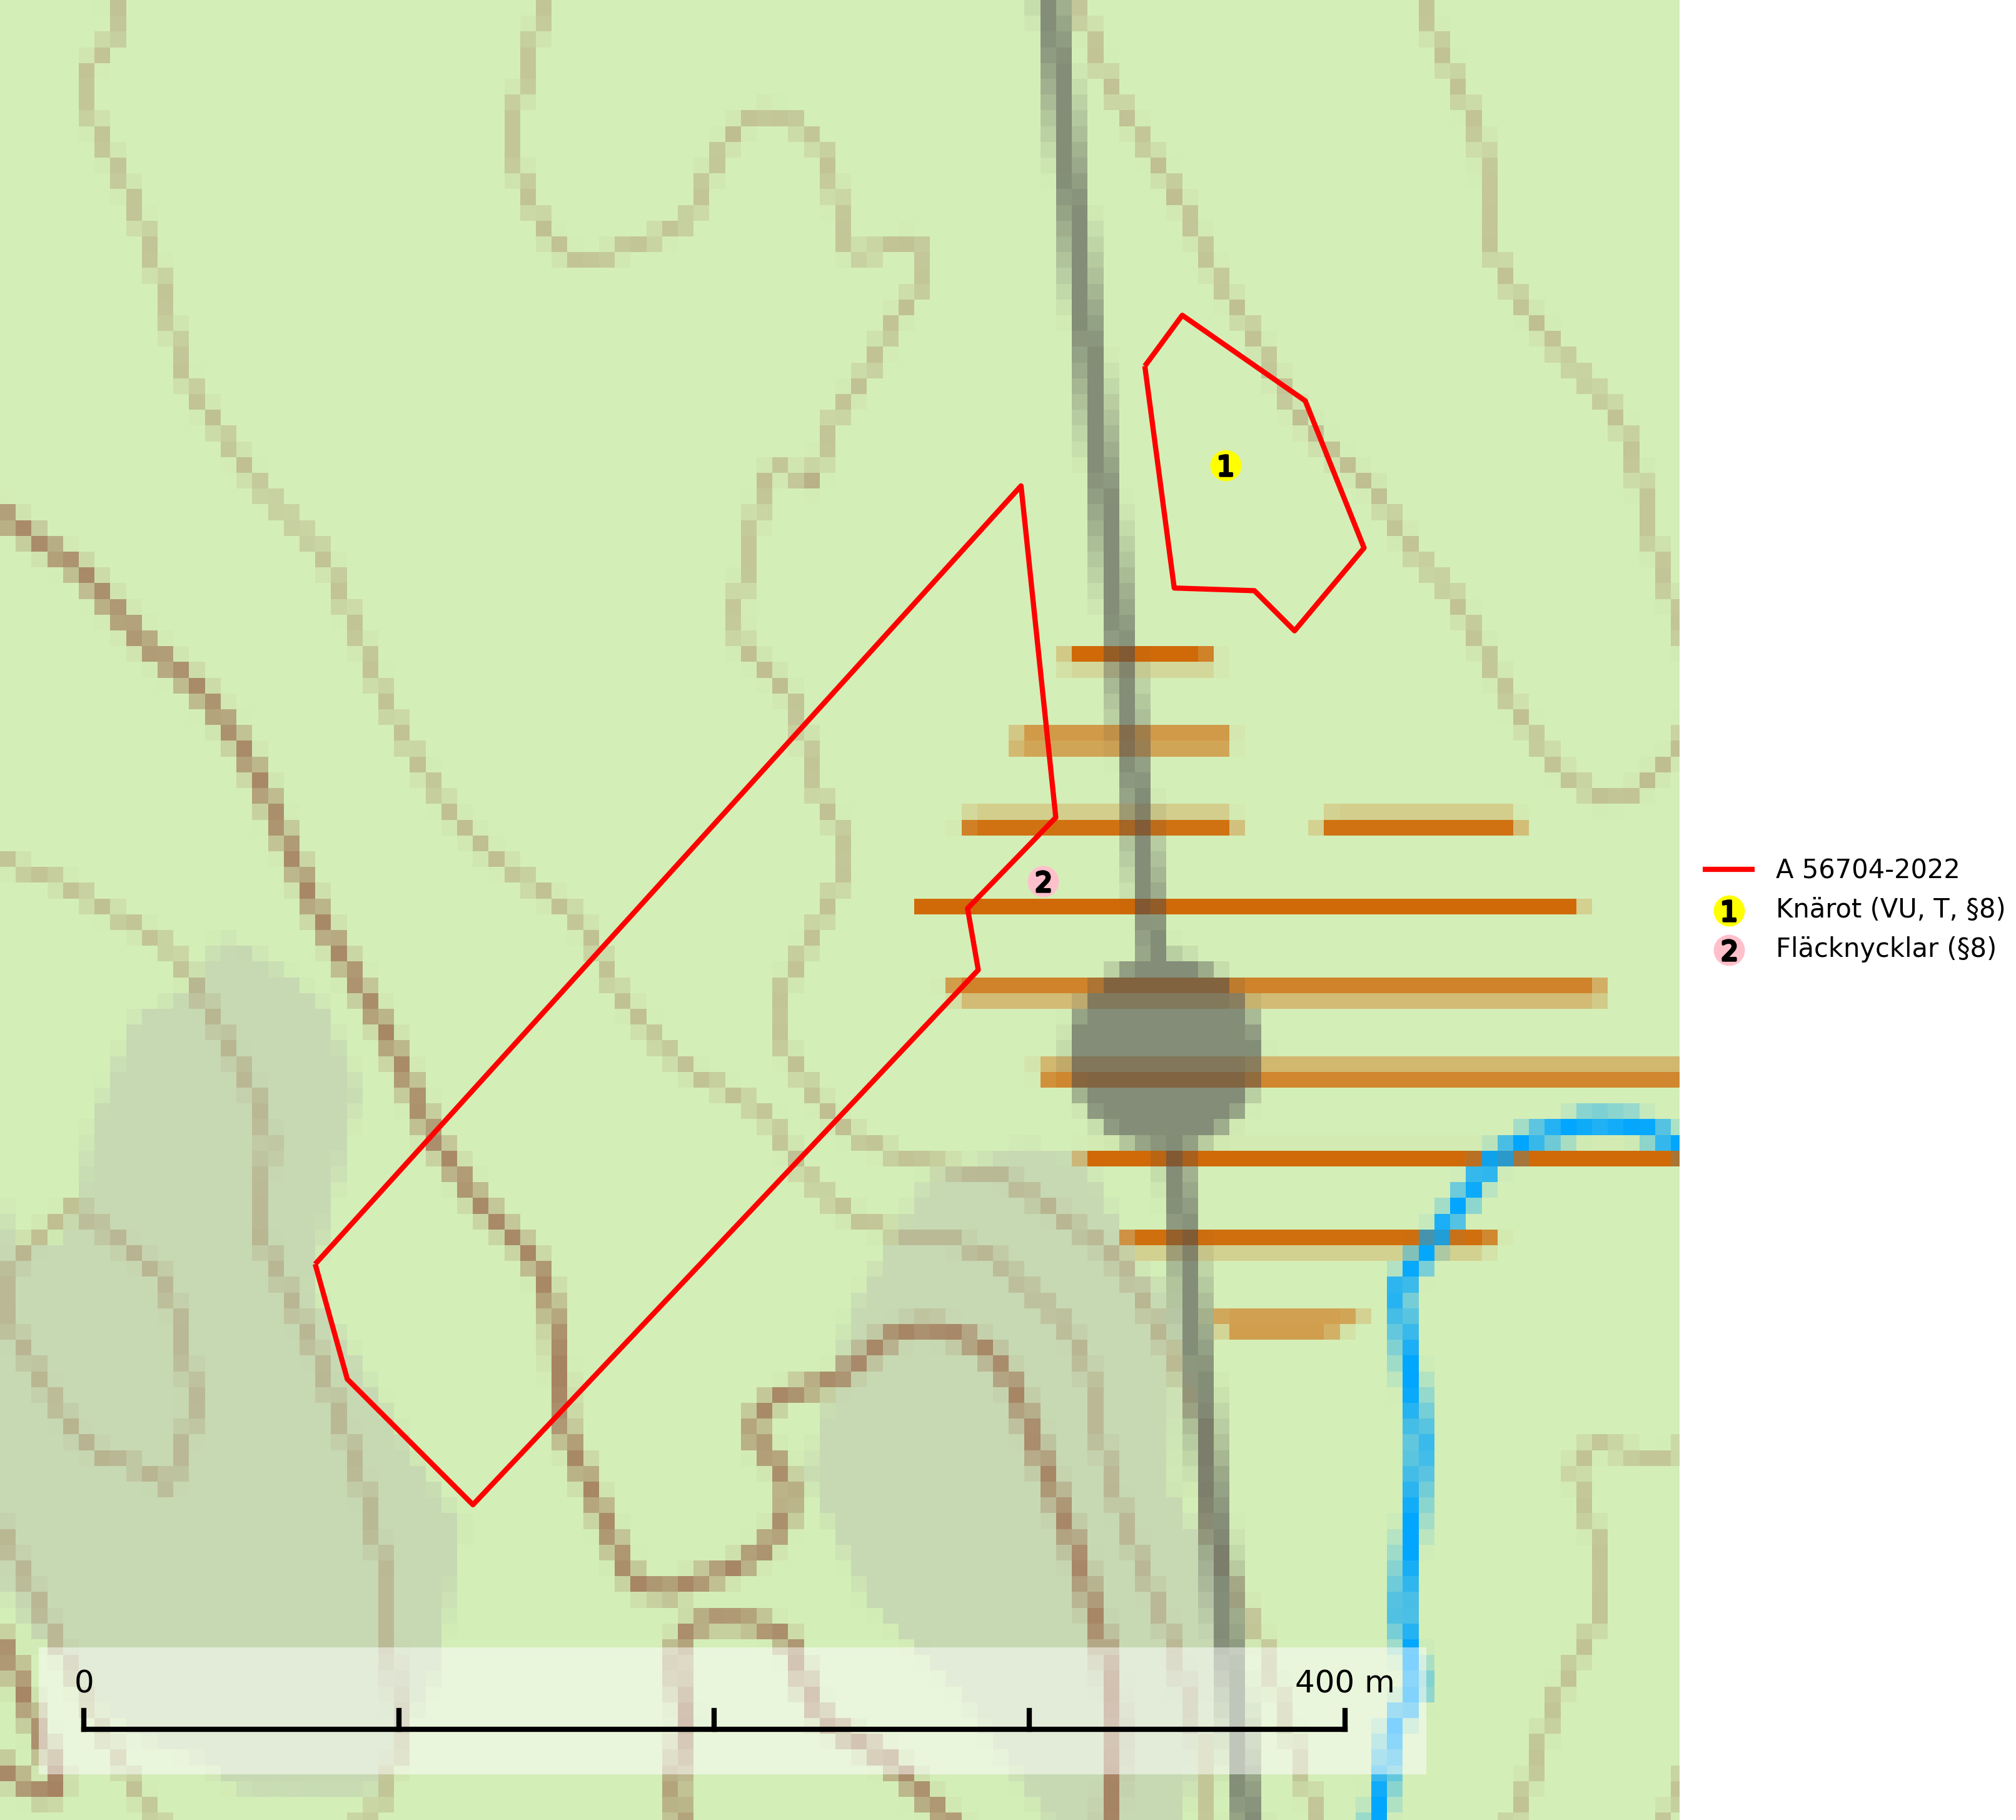 1
2
A 56704-2022
1 Knärot (VU, T, §8)
2 Fläcknycklar (§8)
0 400 m